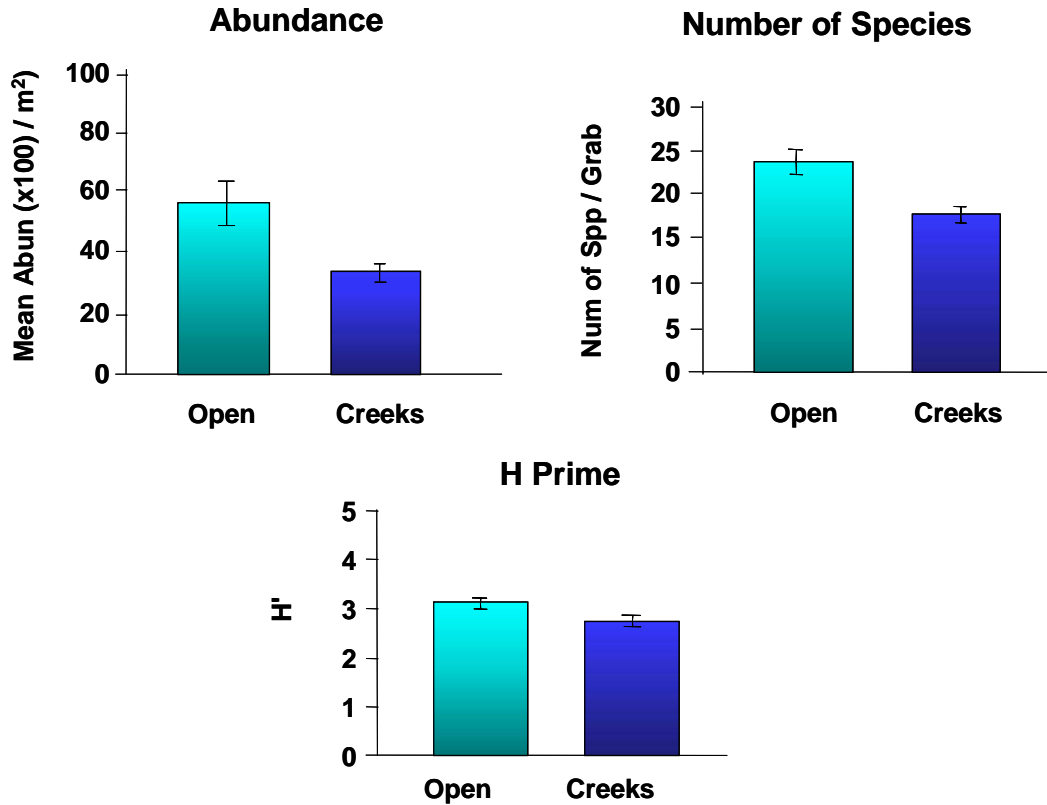 Abundance
Mean Abun (x100) / m²
100
80
60
40
20
0
Open Creeks
Number of Species
Num of Spp / Grab
30
25
20
15
10
5
0
Open Creeks
H Prime
H'
5
4
3
2
1
0
Open Creeks